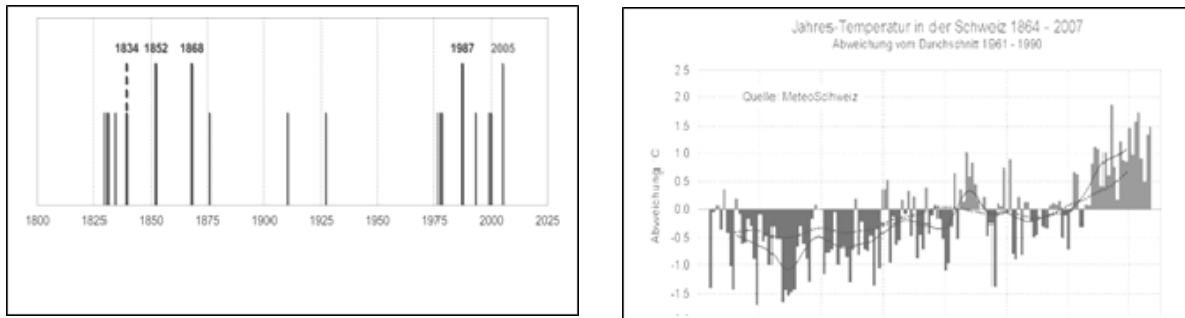 1834 1852 1868 1987 2005
1800 1825 1850 1875 1900 1925 1950 1975 2000 2025
Jahres-Temperatur in der Schweiz 1864 - 2007
Abweichung vom Durchschnitt 1961 - 1990
2.5
Quelle: MeteoSchweiz
2.0
1.5
1.0
0.5
0.0
-0.5
-1.0
-1.5
Abweichung °C